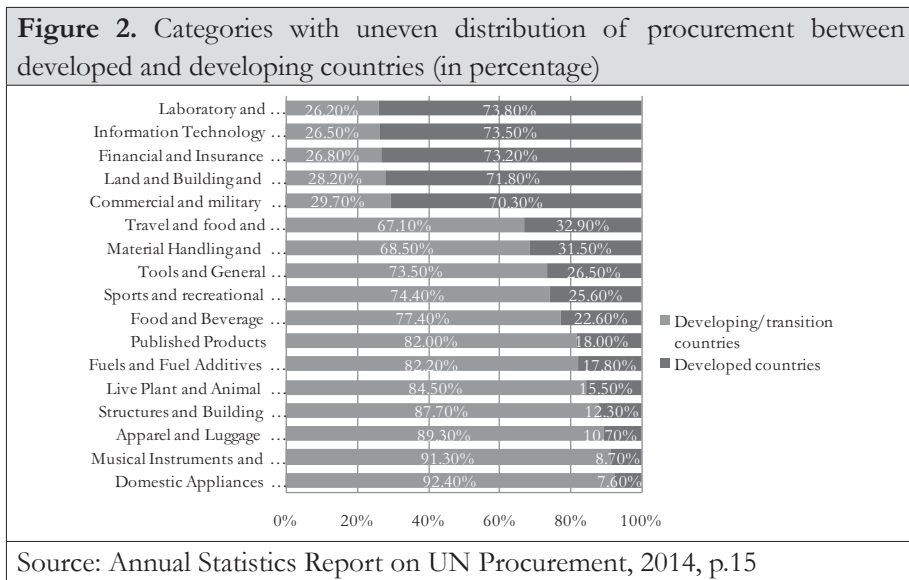 Figure 2. Categories with uneven distribution of procurement between
developed and developing countries (in percentage)
Laboratory and ... 26.20% 73.80%
Information Technology ... 26.50% 73.50%
Financial and Insurance ... 26.80% 73.20%
Land and Building and ... 28.20% 71.80%
Commercial and military ... 29.70% 70.30%
Travel and food and ... 67.10% 32.90%
Material Handling and ... 68.50% 31.50%
Tools and General ... 73.50% 26.50%
Sports and recreational ... 74.40% 25.60%
Food and Beverage ... 77.40% 22.60%
Published Products 82.00% 18.00%
Fuels and Fuel Additives ... 82.20% 17.80%
Live Plant and Animal ... 84.50% 15.50%
Structures and Building ... 87.70% 12.30%
Apparel and Luggage ... 89.30% 10.70%
Musical Instruments and ... 91.30% 8.70%
Domestic Appliances ... 92.40% 7.60%
0% 20% 40% 60% 80% 100%
Developing/transition
countries
Developed countries
Source: Annual Statistics Report on UN Procurement, 2014, p.15